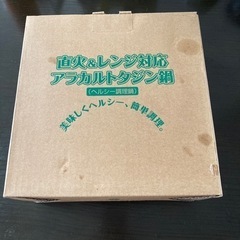 直火&レンジ対応
アラカルトタジン鍋
(ヘルシー調理鍋)
美味しくヘルシー、簡単調理。